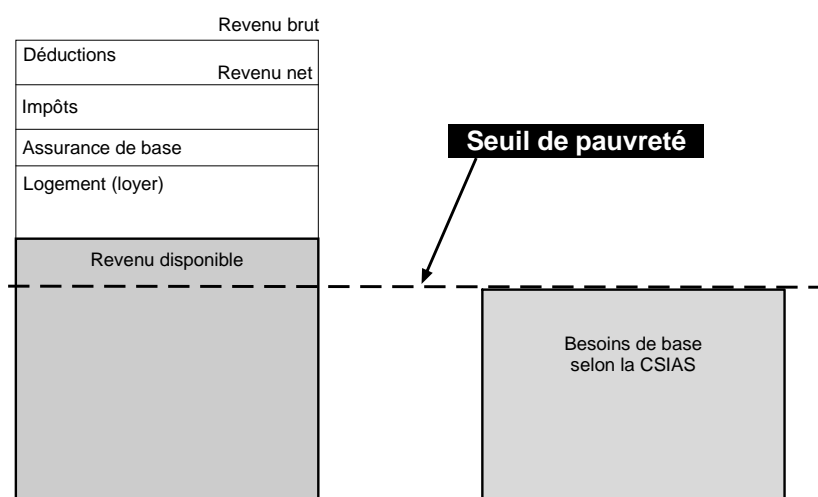 Revenu brut
Déductions
Revenu net
Impôts
Assurance de base
Seuil de pauvreté
Logement (loyer)
Revenu disponible
Besoins de base
selon la CSIAS